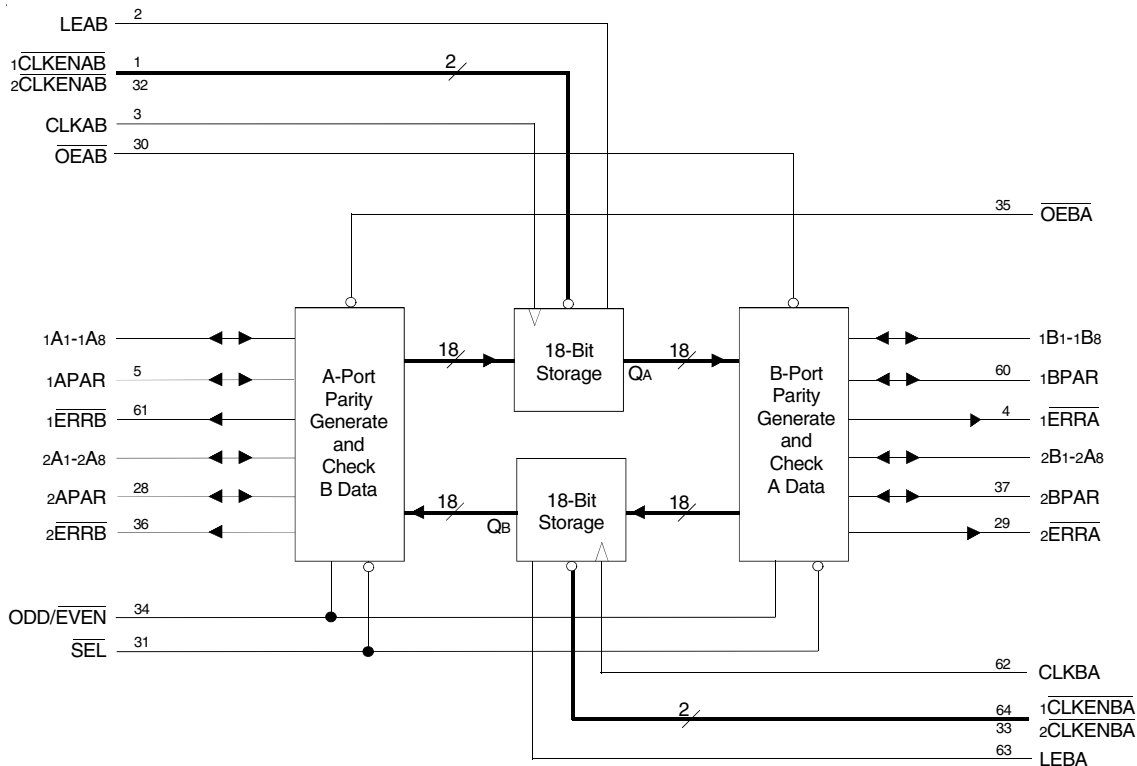 LEAB 2
1CLKENAB 1 2
2CLKENAB 32
CLKAB 3
OEAB 30
35 OEBA
1A1-1A8
1APAR 5
1ERRB 61
2A1-2A8
2APAR 28
2ERRB 36
A-Port
Parity
Generate
and
Check
B Data
18
18-Bit
Storage
QA
18
18
QB
18-Bit
Storage
18
B-Port
Parity
Generate
and
Check
A Data
1B1-1B8
60 1BPAR
4 1ERRA
2B1-2A8
37 2BPAR
29 2ERRA
ODD/EVEN 34
SEL 31
62 CLKBA
2 64 1CLKENBA
33 2CLKENBA
63 LEBA